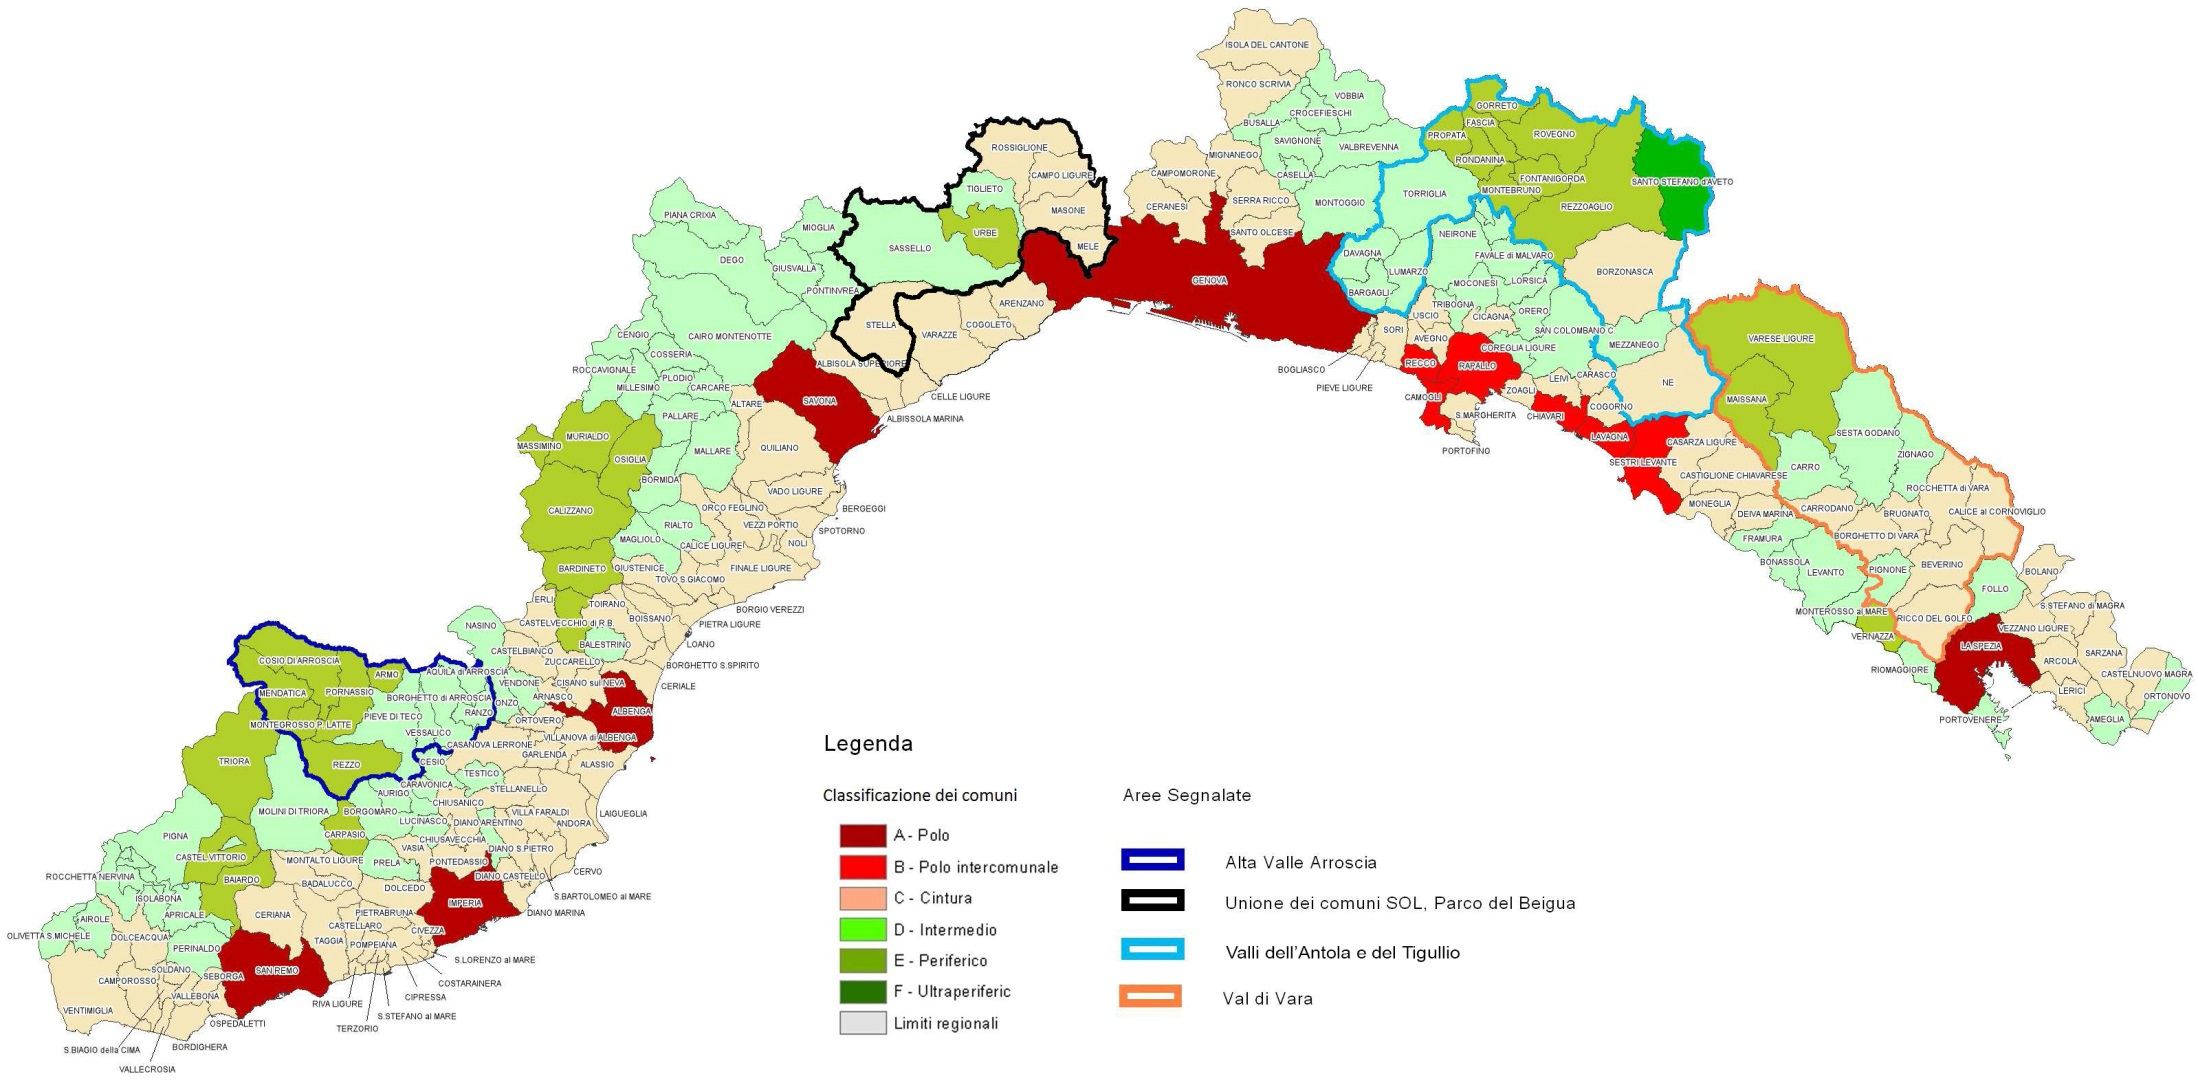 ISOLA DEL CANTONE
RONCO SCRIVIA
VOBBIA
CROCEFIESCHI
BUSALLA
SAVIGNONE
VALBREVENNA
MIGNANEGO
CASELLA
CAMPOMORONE
CERANESI
SERRA RICCO
MONTOGGIO
SANTO OLCESE
GORRETO
FASCIA
PROPATA
ROVEGNO
RONDANINA
FONTANIGORDA
MONTEBRUNO
SANTO STEFANO d'AVETO
TORRIGLIA
REZZOAGLIO
NEIRONE
DAVAGNA
LUMARZO
FAVALE di MALVARO
BORZONASCA
BARGAGLI
MOCONESI
LORSICA
TRIBOGNA
ORERO
USCIO
CICAGNA
SORI
AVEGNO
SAN COLOMBANO C.
COREGLIA LIGURE
MEZZANEGO
RECCO
RAPALLO
BOGLIASCO
PIEVE LIGURE
LEIVI
CARASCO
NE
ZOAGLI
CAMOGLI
COGORNO
S.MARGHERITA
CHIAVARI
PORTOFINO
LAVAGNA
CASARZA LIGURE
SESTRI LEVANTE
CASTIGLIONE CHIAVARESE
MONEGLIA
ROSSIGLIONE
CAMPO LIGURE
TIGLIETO
MASONE
URBE
MELE
SASSELLO
GENOVA
PIANA CRIXIA
MIOGLIA
DEGO
GIUSVALLA
PONTINVREA
STELLA
ARENZANO
COGOLETO
VARAZZE
CENGIO
CAIRO MONTENOTTE
COSSERIA
ALBISOLA SUPERIORE
ROCCAVIGNALE
PLODIO
MILLESIMO
CARCARE
ALTARE
SAVONA
CELLE LIGURE
ALBISSOLA MARINA
PALLARE
MURIALDO
MASSIMINO
QUILIANO
MALLARE
OSIGLIA
BORMIDA
VADO LIGURE
CALIZZANO
ORCO FEGLINO
BERGEGGI
RIALTO
VEZZI PORTIO
SPOTORNO
MAGLIOLO
CALICE LIGURE
NOLI
BARDINETO
GIUSTENICE
FINALE LIGURE
TOVO S.GIACOMO
ERLI
TOIRANO
BORGIO VEREZZI
CASTELVECCHIO di R.B.
BOISSANO
PIETRA LIGURE
NASINO
BALESTRINO
LOANO
CASTELBIANCO
ZUCCARELLO
BORGHETTO S.SPIRITO
CISANO sul NEVA
CERIALE
VENDONE
ARNASCO
ONZO
ALBENGA
ORTOVERO
VILLANOVA di ALBENGA
CASANOVA LERRONE
GARLENDA
ALASSIO
TESTICO
STELLANELLO
LAIGUEGLIA
ANDORA
COSIO DI ARROSCIA
ARMO
AQUILA di ARROSCIA
MENDATICA
PORNASSIO
BORGHETTO di ARROSCIA
RANZO
MONTEGROSSO P. LATTE
PIEVE DI TECO
VESSALICO
REZZO
CESIO
TRIORA
CARAVONICA
AURIGO
CHIUSANICO
MOLINI DI TRIORA
BORGOMARO
LUCINASCO
DIANO ARENTINO
VILLA FARALDI
PIGNA
CARPASIO
CHIUSAVECCHIA
VASIA
DIANO S.PIETRO
CASTEL VITTORIO
MONTALTO LIGURE
PRELA
PONTEDASSIO
ROCCHETTA NERVINA
BAIARDO
BADALUCCO
DOLCEDO
DIANO CASTELLO
CERVO
ISOLABONA
S.BARTOLOMEO al MARE
IMPERIA
APRICALE
CERIANA
PIETRABRUNA
DIANO MARINA
AIROLE
CASTELLARO
CIVEZZA
OLIVETTA S.MICHELE
DOLCEACQUA
TAGGIA
POMPEIANA
PERINALDO
S.LORENZO al MARE
SOLDANO
SEBORGA
SAN REMO
COSTARAINERA
CAMPOROSSO
CIPRESSA
VALLEBONA
RIVA LIGURE
VENTIMIGLIA
S.STEFANO al MARE
OSPEDALETTI
TERZORIO
S.BIAGIO della CIMA
BORDIGHERA
VALLECROSIA
VARESE LIGURE
MAISSANA
SESTA GODANO
ZIGNAGO
CARRO
ROCCHETTA di VARA
CARRODANO
BRUGNATO
CALICE al CORNOVIGLIO
DEIVA MARINA
BORGHETTO DI VARA
FRAMURA
BONASSOLA
LEVANTO
PIGNONE
BEVERINO
BOLANO
FOLLO
MONTEROSSO al MARE
RICCO DEL GOLFO
S.STEFANO di MAGRA
VERNAZZA
VEZZANO LIGURE
LA SPEZIA
SARZANA
ARCOLA
RIOMAGGIORE
CASTELNUOVO MAGRA
LERICI
ORTONOVO
PORTOVENERE
AMEGLIA
Legenda
Classificazione dei comuni
A - Polo
B - Polo intercomunale
C - Cintura
D - Intermedio
E - Periferico
F - Ultraperiferic
Limiti regionali
Aree Segnalate
Alta Valle Arroscia
Unione dei comuni SOL, Parco del Beigua
Valli dell'Antola e del Tigullio
Val di Vara